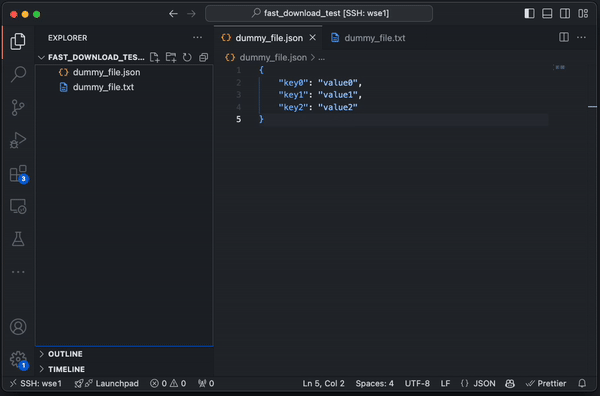 fast_download_test [SSH: wse1]
EXPLORER
FAST_DOWNLOAD_TES...
dummy_file.json
dummy_file.txt
dummy_file.json
dummy_file.txt
dummy_file.json > ...
1 {
2 "key0": "value0",
3 "key1": "value1",
4 "key2": "value2"
5 }
3
1
OUTLINE
TIMELINE
SSH: wse1 Launchpad 0 0 0 Ln 5, Col 2 Spaces: 4 UTF-8 LF {} JSON Prettier